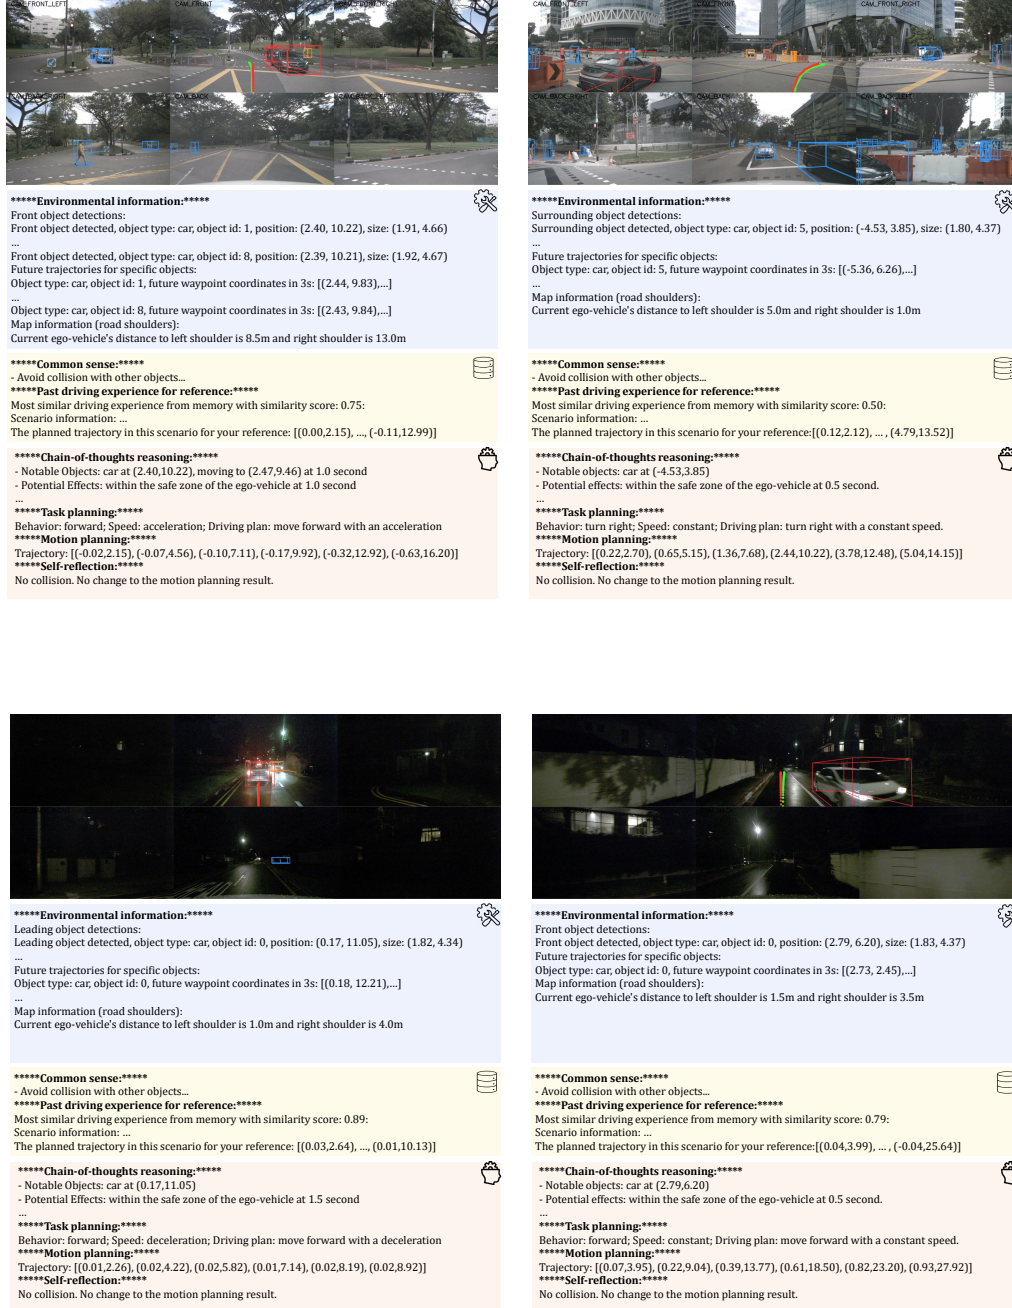 CAM_FRONT_LEFT
CAM_FRONT
CAM_FRONT_RIGHT
CAM_BACK_RIGHT
CAM_BACK
CAM_BACK_LEFT
*****Environmental information:*****
Front object detections:
Front object detected, object type: car, object id: 1, position: (2.40, 10.22), size: (1.91, 4.66)
...
Front object detected, object type: car, object id: 8, position: (2.39, 10.21), size: (1.92, 4.67)
Future trajectories for specific objects:
Object type: car, object id: 1, future waypoint coordinates in 3s: [(2.44, 9.83),...]
...
Object type: car, object id: 8, future waypoint coordinates in 3s: [(2.43, 9.84),...]
Map information (road shoulders):
Current ego-vehicle's distance to left shoulder is 8.5m and right shoulder is 13.0m
*****Common sense:*****
- Avoid collision with other objects...
*****Past driving experience for reference:*****
Most similar driving experience from memory with similarity score: 0.75:
Scenario information: ...
The planned trajectory in this scenario for your reference: [(0.00,2.15), ..., (-0.11,12.99)]
*****Chain-of-thoughts reasoning:*****
- Notable Objects: car at (2.40,10.22), moving to (2.47,9.46) at 1.0 second
- Potential Effects: within the safe zone of the ego-vehicle at 1.0 second
...
*****Task planning:*****
Behavior: forward; Speed: acceleration; Driving plan: move forward with an acceleration
*****Motion planning:*****
Trajectory: [(-0.02,2.15), (-0.07,4.56), (-0.10,7.11), (-0.17,9.92), (-0.32,12.92), (-0.63,16.20)]
*****Self-reflection:*****
No collision. No change to the motion planning result.
CAM_FRONT_LEFT
CAM_FRONT
CAM_FRONT_RIGHT
CAM_BACK_RIGHT
CAM_BACK
CAM_BACK_LEFT
*****Environmental information:*****
Surrounding object detections:
Surrounding object detected, object type: car, object id: 5, position: (-4.53, 3.85), size: (1.80, 4.37)
...
Future trajectories for specific objects:
Object type: car, object id: 5, future waypoint coordinates in 3s: [(-5.36, 6.26),...]
...
Map information (road shoulders):
Current ego-vehicle's distance to left shoulder is 5.0m and right shoulder is 1.0m
*****Common sense:*****
- Avoid collision with other objects...
*****Past driving experience for reference:*****
Most similar driving experience from memory with similarity score: 0.50:
Scenario information: ...
The planned trajectory in this scenario for your reference:[(0.12,2.12), ... , (4.79,13.52)]
*****Chain-of-thoughts reasoning:*****
- Notable objects: car at (-4.53,3.85)
- Potential effects: within the safe zone of the ego-vehicle at 0.5 second.
...
*****Task planning:*****
Behavior: turn right; Speed: constant; Driving plan: turn right with a constant speed.
*****Motion planning:*****
Trajectory: [(0.22,2.70), (0.65,5.15), (1.36,7.68), (2.44,10.22), (3.78,12.48), (5.04,14.15)]
*****Self-reflection:*****
No collision. No change to the motion planning result.
*****Environmental information:*****
Leading object detections:
Leading object detected, object type: car, object id: 0, position: (0.17, 11.05), size: (1.82, 4.34)
...
Future trajectories for specific objects:
Object type: car, object id: 0, future waypoint coordinates in 3s: [(0.18, 12.21),...]
...
Map information (road shoulders):
Current ego-vehicle's distance to left shoulder is 1.0m and right shoulder is 4.0m
*****Common sense:*****
- Avoid collision with other objects...
*****Past driving experience for reference:*****
Most similar driving experience from memory with similarity score: 0.89:
Scenario information: ...
The planned trajectory in this scenario for your reference: [(0.03,2.64), ..., (0.01,10.13)]
*****Chain-of-thoughts reasoning:*****
- Notable Objects: car at (0.17,11.05)
- Potential Effects: within the safe zone of the ego-vehicle at 1.5 second
...
*****Task planning:*****
Behavior: forward; Speed: deceleration; Driving plan: move forward with a deceleration
*****Motion planning:*****
Trajectory: [(0.01,2.26), (0.02,4.22), (0.02,5.82), (0.01,7.14), (0.02,8.19), (0.02,8.92)]
*****Self-reflection:*****
No collision. No change to the motion planning result.
*****Environmental information:*****
Front object detections:
Front object detected, object type: car, object id: 0, position: (2.79, 6.20), size: (1.83, 4.37)
Future trajectories for specific objects:
Object type: car, object id: 0, future waypoint coordinates in 3s: [(2.73, 2.45),...]
Map information (road shoulders):
Current ego-vehicle's distance to left shoulder is 1.5m and right shoulder is 3.5m
*****Common sense:*****
- Avoid collision with other objects...
*****Past driving experience for reference:*****
Most similar driving experience from memory with similarity score: 0.79:
Scenario information: ...
The planned trajectory in this scenario for your reference:[(0.04,3.99), ... , (-0.04,25.64)]
*****Chain-of-thoughts reasoning:*****
- Notable Objects: car at (2.79,6.20)
- Potential effects: within the safe zone of the ego-vehicle at 0.5 second.
...
*****Task planning:*****
Behavior: forward; Speed: constant; Driving plan: move forward with a constant speed.
*****Motion planning:*****
Trajectory: [(0.07,3.95), (0.22,9.04), (0.39,13.77), (0.61,18.50), (0.82,23.20), (0.93,27.92)]
*****Self-reflection:*****
No collision. No change to the motion planning result.